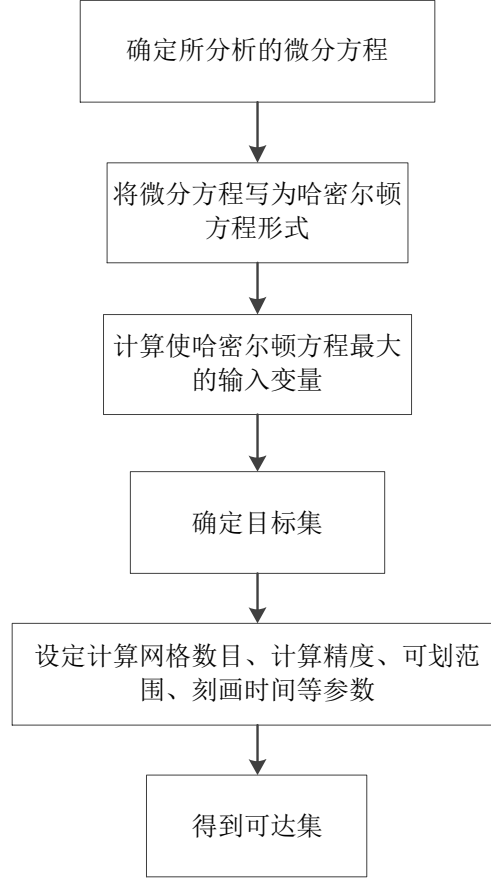 确定所分析的微分方程
将微分方程写为哈密尔顿
方程形式
计算使哈密尔顿方程最大
的输入变量
确定目标集
设定计算网格数目、计算精度、可划范
围、刻画时间等参数
得到可达集